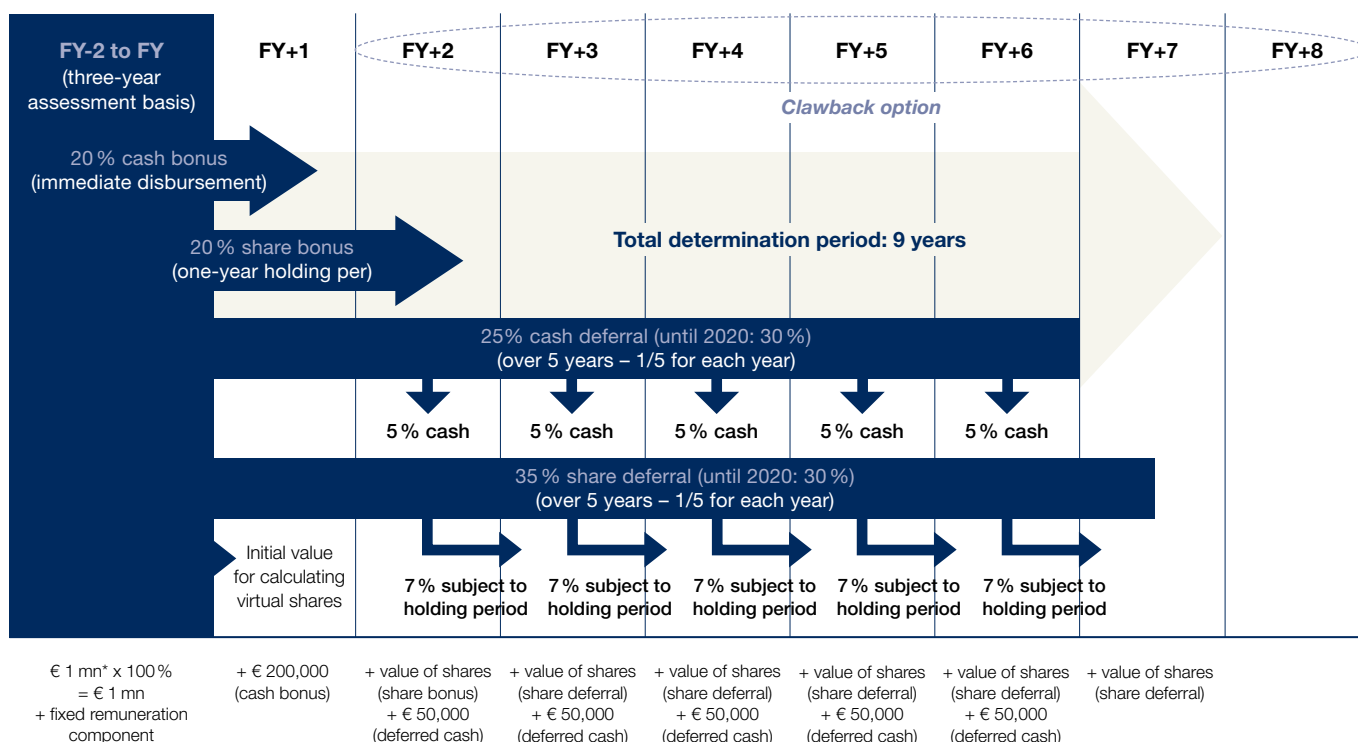 FY-2 to FY
(three-year
assessment basis)
FY+1
FY+2
FY+3
FY+4
FY+5
FY+6
FY+7
FY+8
Clawback option
20 % cash bonus
(immediate disbursement)
20 % share bonus
(one-year holding per)
Total determination period: 9 years
25% cash deferral (until 2020: 30 %)
(over 5 years – 1/5 for each year)
5 % cash
5 % cash
5 % cash
5 % cash
5 % cash
35 % share deferral (until 2020: 30 %)
(over 5 years – 1/5 for each year)
Initial value
for calculating
virtual shares
7 % subject to
holding period
7 % subject to
holding period
7 % subject to
holding period
7 % subject to
holding period
7 % subject to
holding period
€ 1 mn* x 100 %
= € 1 mn
+ fixed remuneration
component
+ € 200,000
(cash bonus)
+ value of shares
(share bonus)
+ € 50,000
(deferred cash)
+ value of shares
(share deferral)
+ € 50,000
(deferred cash)
+ value of shares
(share deferral)
+ € 50,000
(deferred cash)
+ value of shares
(share deferral)
+ € 50,000
(deferred cash)
+ value of shares
(share deferral)
+ € 50,000
(deferred cash)
+ value of shares
(share deferral)